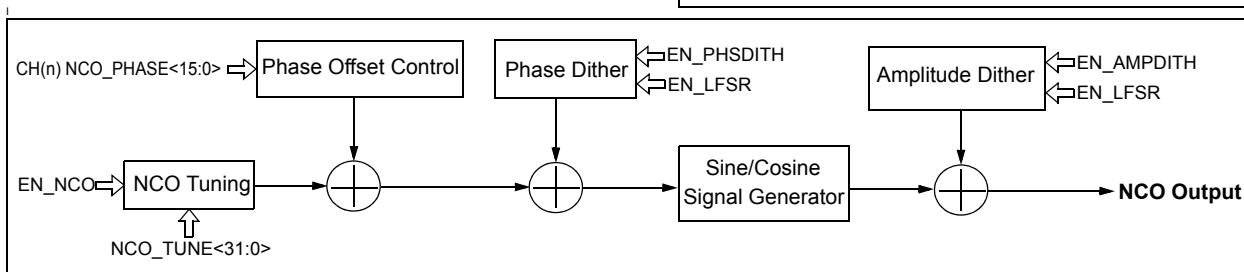 CH(n) NCO_PHASE<15:0>
Phase Offset Control
Phase Dither
EN_PHSDITH
EN_LFSR
Amplitude Dither
EN_AMPDITH
EN_LFSR
EN_NCO
NCO Tuning
Sine/Cosine
Signal Generator
NCO Output
NCO_TUNE<31:0>